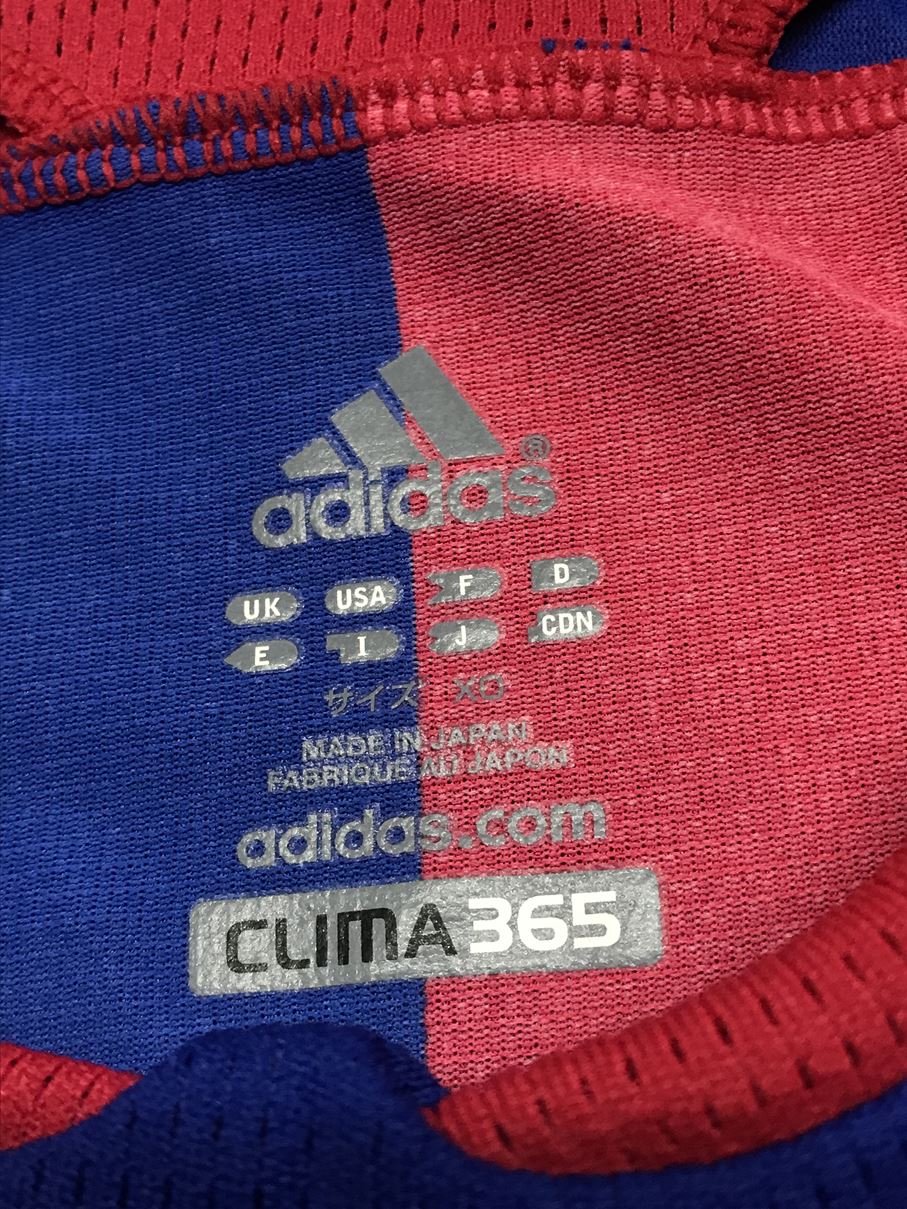 adidas®
UK USA F D
E I J CDN
サイズ XO
MADE IN JAPAN
FABRIQUE AU JAPON
adidas.com
CLIMA365